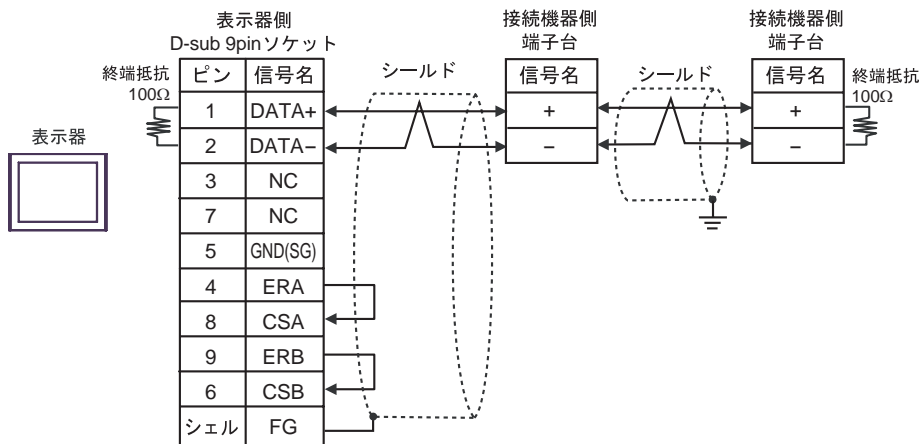 表示器側
D-sub 9pinソケット
接続機器側
端子台
接続機器側
端子台
終端抵抗
100Ω
ピン 信号名
シールド
信号名
シールド
信号名
終端抵抗
100Ω
1 DATA+
+
+
2 DATA−
−
−
表示器
3 NC
7 NC
5 GND(SG)
4 ERA
8 CSA
9 ERB
6 CSB
シェル FG